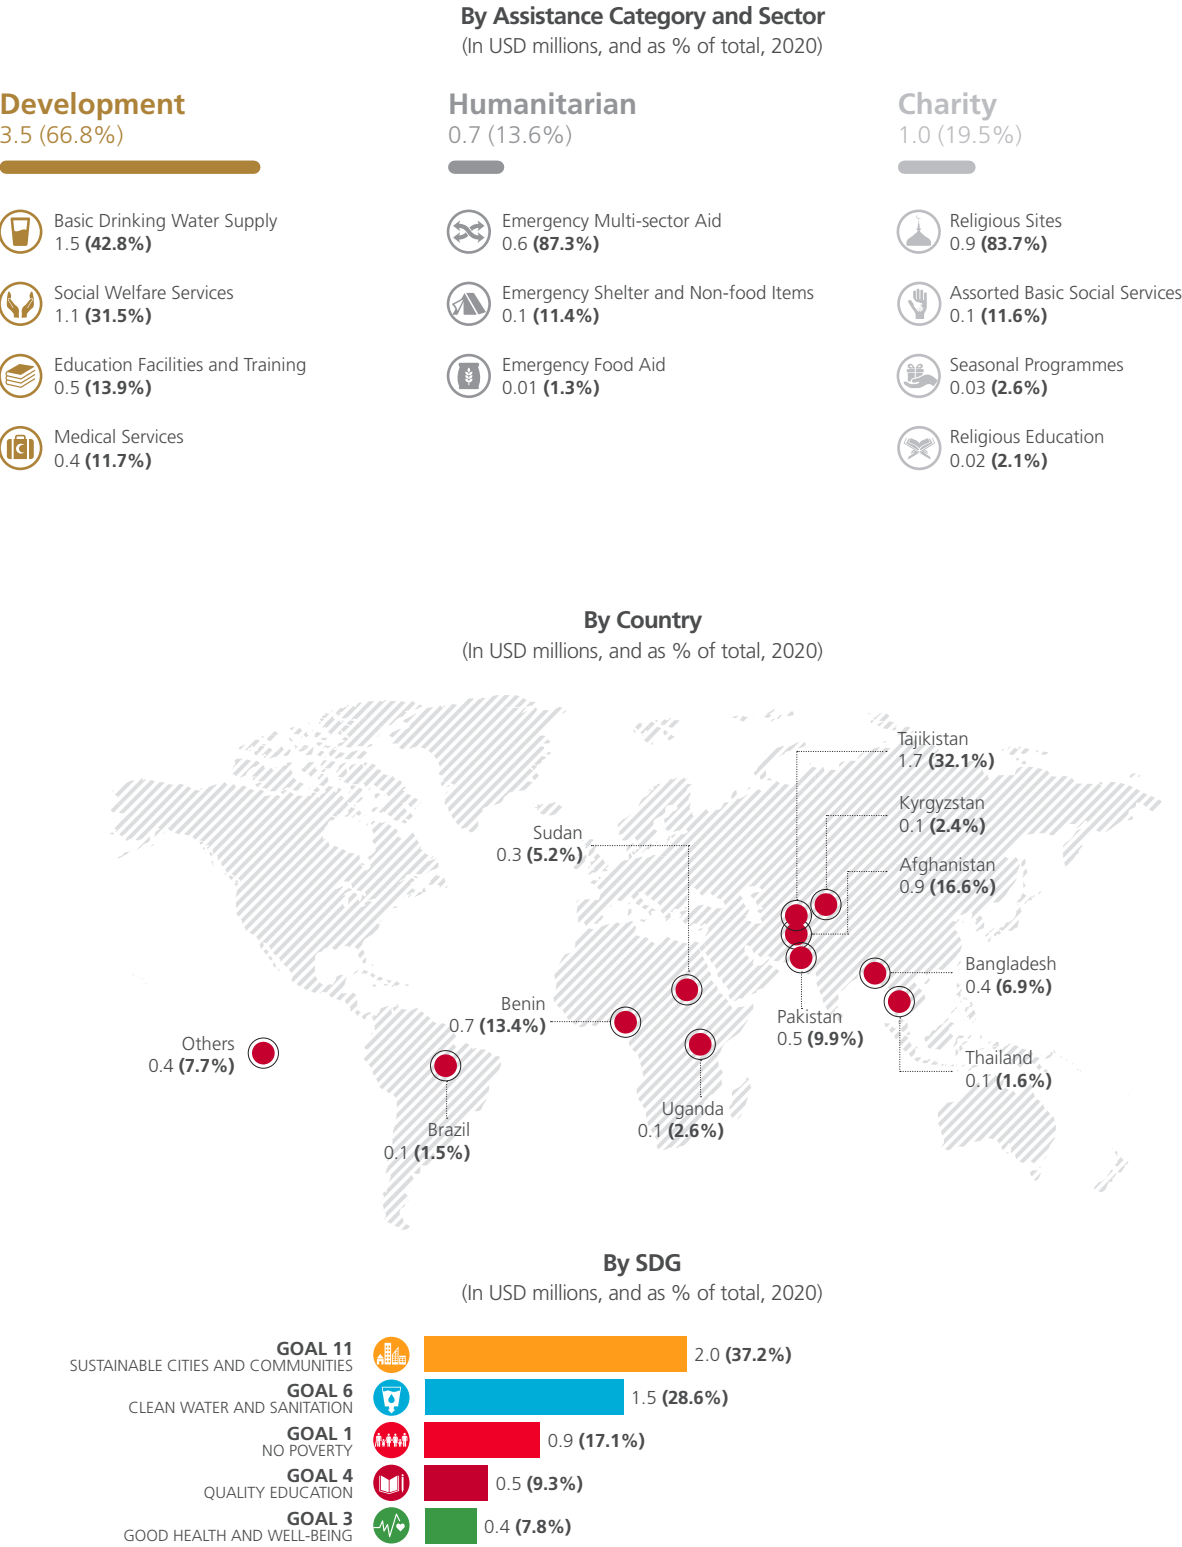 By Assistance Category and Sector
(In USD millions, and as % of total, 2020)
Development
3.5 (66.8%)
Basic Drinking Water Supply
1.5 (42.8%)
Social Welfare Services
1.1 (31.5%)
Education Facilities and Training
0.5 (13.9%)
Medical Services
0.4 (11.7%)
Humanitarian
0.7 (13.6%)
Emergency Multi-sector Aid
0.6 (87.3%)
Emergency Shelter and Non-food Items
0.1 (11.4%)
Emergency Food Aid
0.01 (1.3%)
Charity
1.0 (19.5%)
Religious Sites
0.9 (83.7%)
Assorted Basic Social Services
0.1 (11.6%)
Seasonal Programmes
0.03 (2.6%)
Religious Education
0.02 (2.1%)
By Country
(In USD millions, and as % of total, 2020)
Tajikistan
1.7 (32.1%)
Kyrgyzstan
0.1 (2.4%)
Sudan
0.3 (5.2%)
Afghanistan
0.9 (16.6%)
Bangladesh
0.4 (6.9%)
Benin
0.7 (13.4%)
Pakistan
0.5 (9.9%)
Others
0.4 (7.7%)
Thailand
0.1 (1.6%)
Uganda
0.1 (2.6%)
Brazil
0.1 (1.5%)
By SDG
(In USD millions, and as % of total, 2020)
GOAL 11
SUSTAINABLE CITIES AND COMMUNITIES
2.0 (37.2%)
GOAL 6
CLEAN WATER AND SANITATION
1.5 (28.6%)
GOAL 1
NO POVERTY
0.9 (17.1%)
GOAL 4
QUALITY EDUCATION
0.5 (9.3%)
GOAL 3
GOOD HEALTH AND WELL-BEING
0.4 (7.8%)